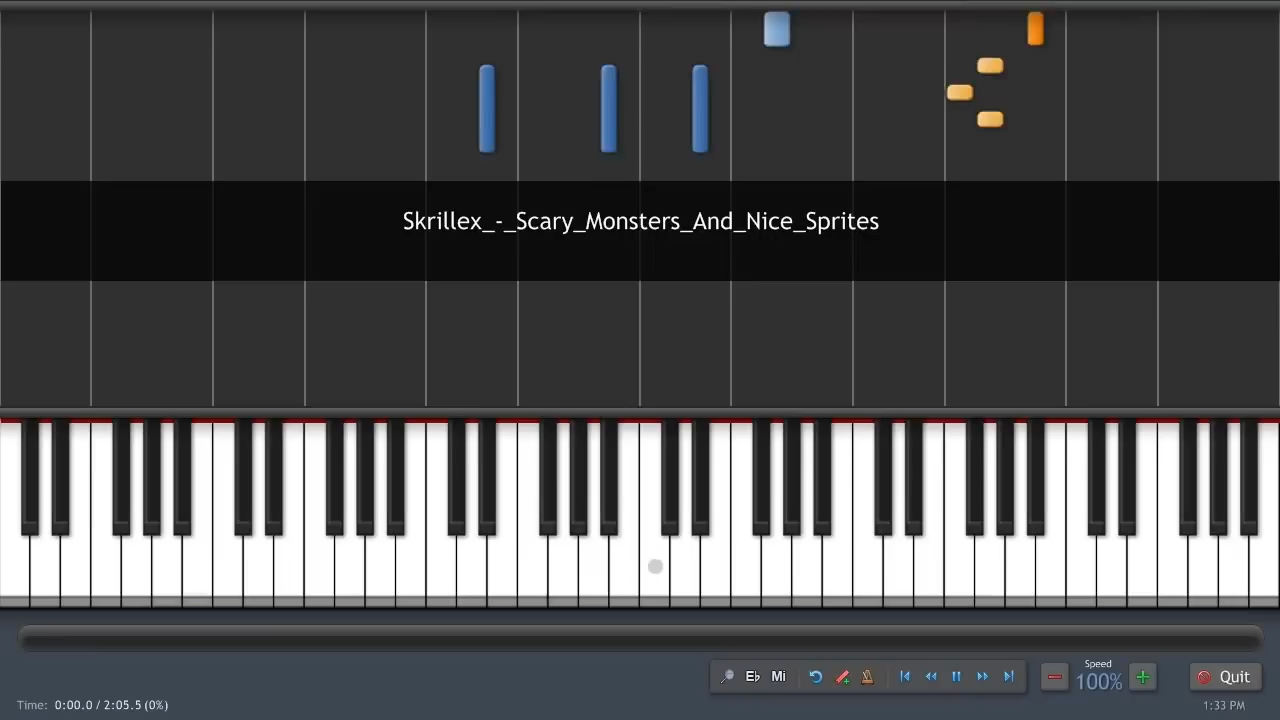 Skrillex_-_Scary_Monsters_And_Nice_Sprites
E♭ Mi
Speed
100%
Quit
Time: 0:00.0 / 2:05.5 (0%)
1:33 PM